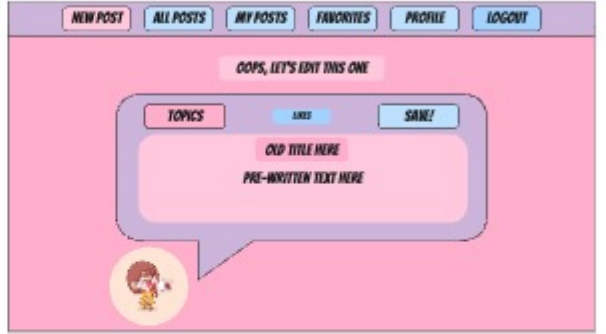 NEW POST ALL POSTS MY POSTS FAVORITES PROFILE LOGOUT
OOPS, LET'S EDIT THIS ONE
TOPICS LIKES SAVE!
OLD TITLE HERE
PRE-WRITTEN TEXT HERE